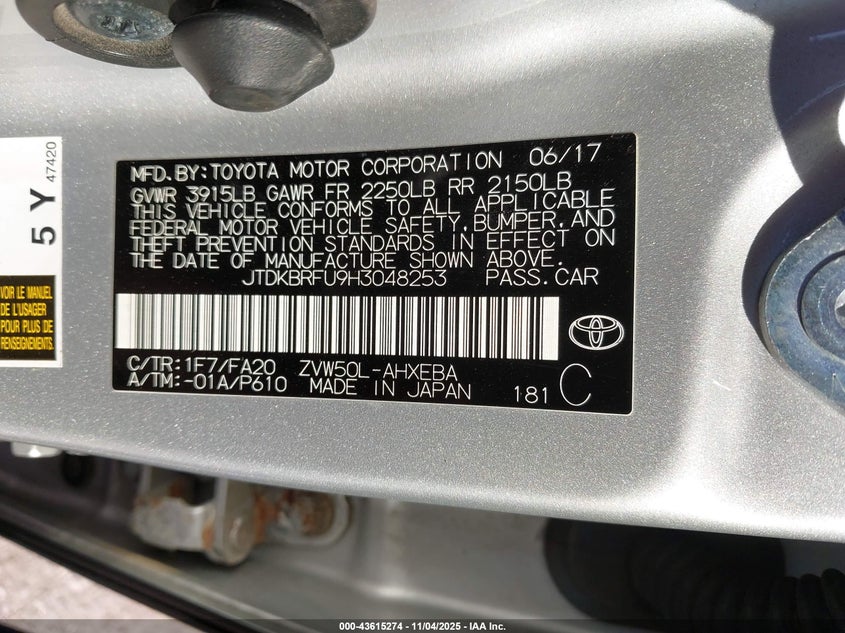 MFD.BY:TOYOTA MOTOR CORPORATION 06/17
GVWR 3915LB GAWR FR 2250LB RR 2150LB
THIS VEHICLE CONFORMS TO ALL APPLICABLE
FEDERAL MOTOR VEHICLE SAFETY,BUMPER,AND
THEFT PREVENTION STANDARDS IN EFFECT ON
THE DATE OF MANUFACTURE SHOWN ABOVE.
JTDKBRFU9H3048253 PASS.CAR
C/TR:1F7/FA20 ZVW50L-AHXEBA
A/TM:-01A/P610 MADE IN JAPAN 181 C
5 Y 47420
VOIR LE MANUEL
DE L'USAGER
POUR PLUS DE
RENSEIGNEMENTS.
000-43615274 - 11/04/2025 - IAA Inc.